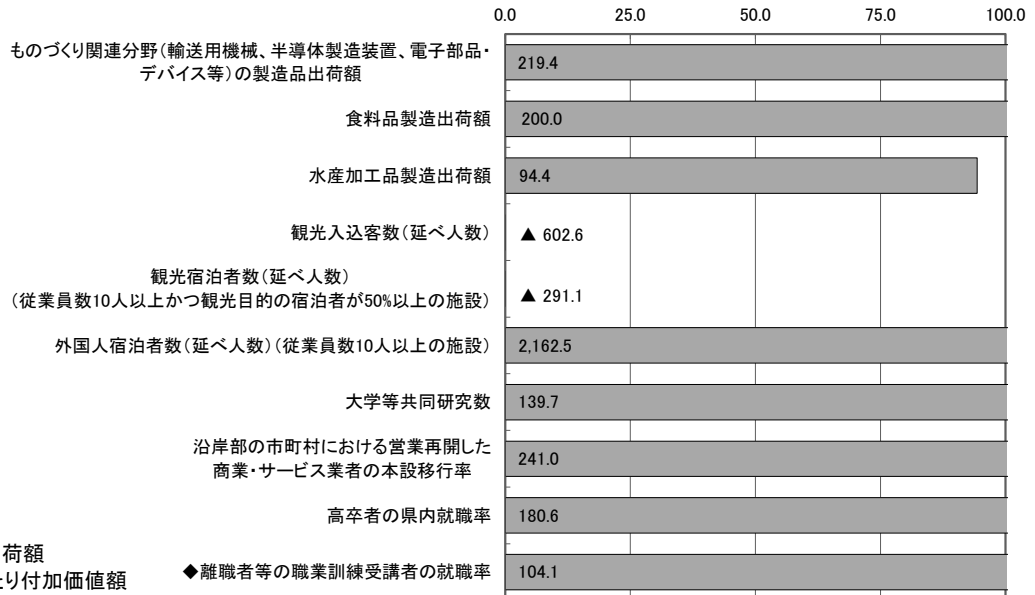 0.0 25.0 50.0 75.0 100.0
ものづくり関連分野(輸送用機械、半導体製造装置、電子部品・
デバイス等)の製造品出荷額
219.4
食料品製造出荷額
200.0
水産加工品製造出荷額
94.4
観光入込客数(延べ人数)
▲ 602.6
観光宿泊者数(延べ人数)
(従業員数10人以上かつ観光目的の宿泊者が50%以上の施設)
▲ 291.1
外国人宿泊者数(延べ人数)(従業員数10人以上の施設)
2,162.5
大学等共同研究数
139.7
沿岸部の市町村における営業再開した
商業・サービス業者の本設移行率
241.0
高卒者の県内就職率
180.6
荷額
り付加価値額
◆離職者等の職業訓練受講者の就職率
104.1